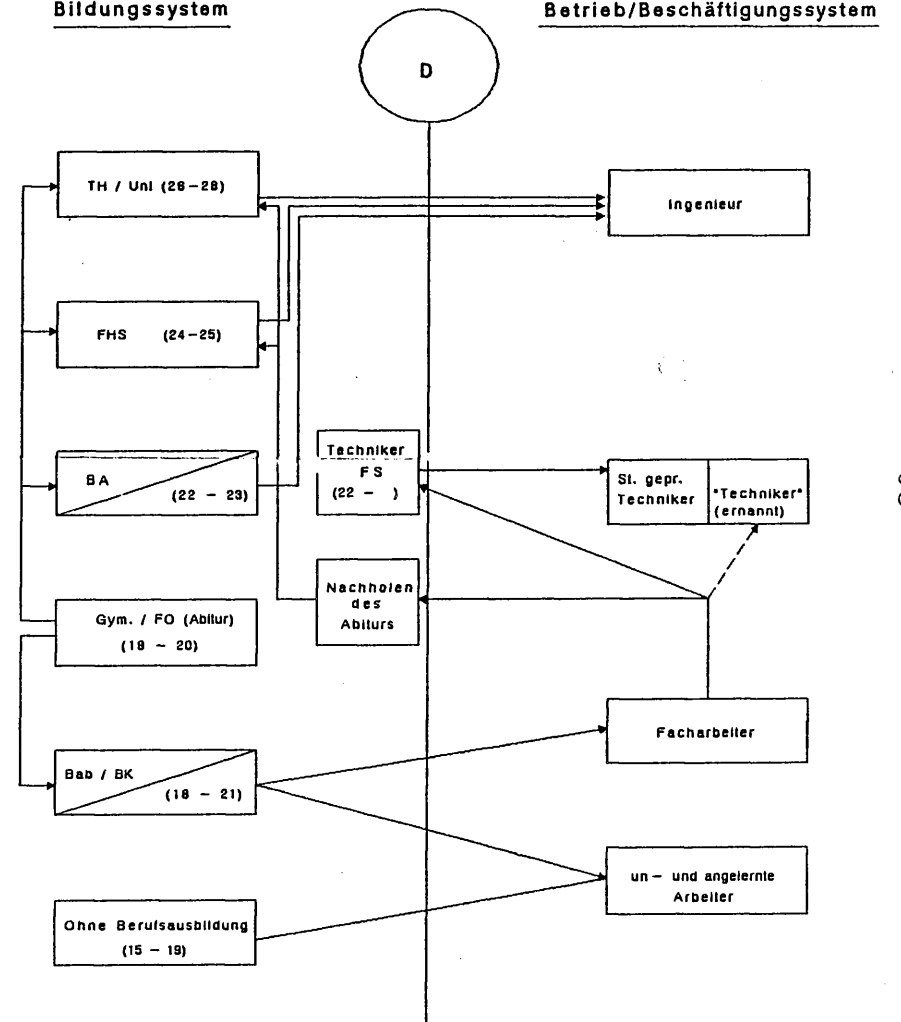 Bildungssystem
Betrieb/Beschäftigungssystem
D
TH / Uni (26-28)
Ingenieur
FHS (24-25)
BA
(22 - 23)
Techniker
FS
(22 - )
St. gepr.
Techniker
"Techniker"
(ernannt)
Nachholen
des
Abiturs
Gym. / FO (Abitur)
(18 - 20)
Facharbeiter
Bab / BK
(18 - 21)
un- und angelernte
Arbeiter
Ohne Berufsausbildung
(15 - 19)